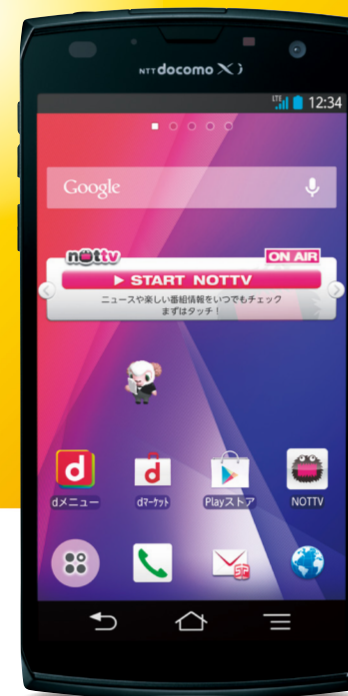 NTT docomo Xi
LTE 12:34
Google
nottv ON AIR
START NOTTV
ニュースや楽しい番組情報をいつでもチェック
まずはタッチ！
d d
dメニュー dマーケット Playストア NOTTV